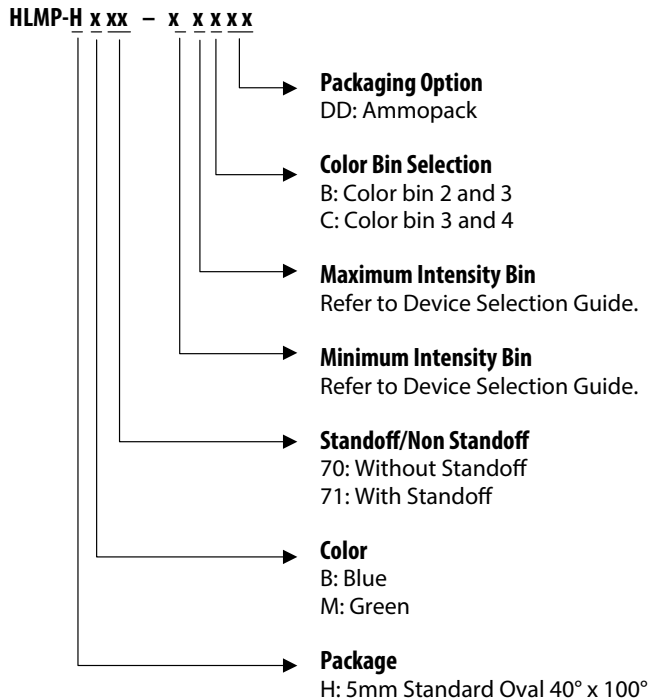 HLMP-H x xx – x x x x x
Packaging Option
DD: Ammopack
Color Bin Selection
B: Color bin 2 and 3
C: Color bin 3 and 4
Maximum Intensity Bin
Refer to Device Selection Guide.
Minimum Intensity Bin
Refer to Device Selection Guide.
Standoff/Non Standoff
70: Without Standoff
71: With Standoff
Color
B: Blue
M: Green
Package
H: 5mm Standard Oval 40° x 100°